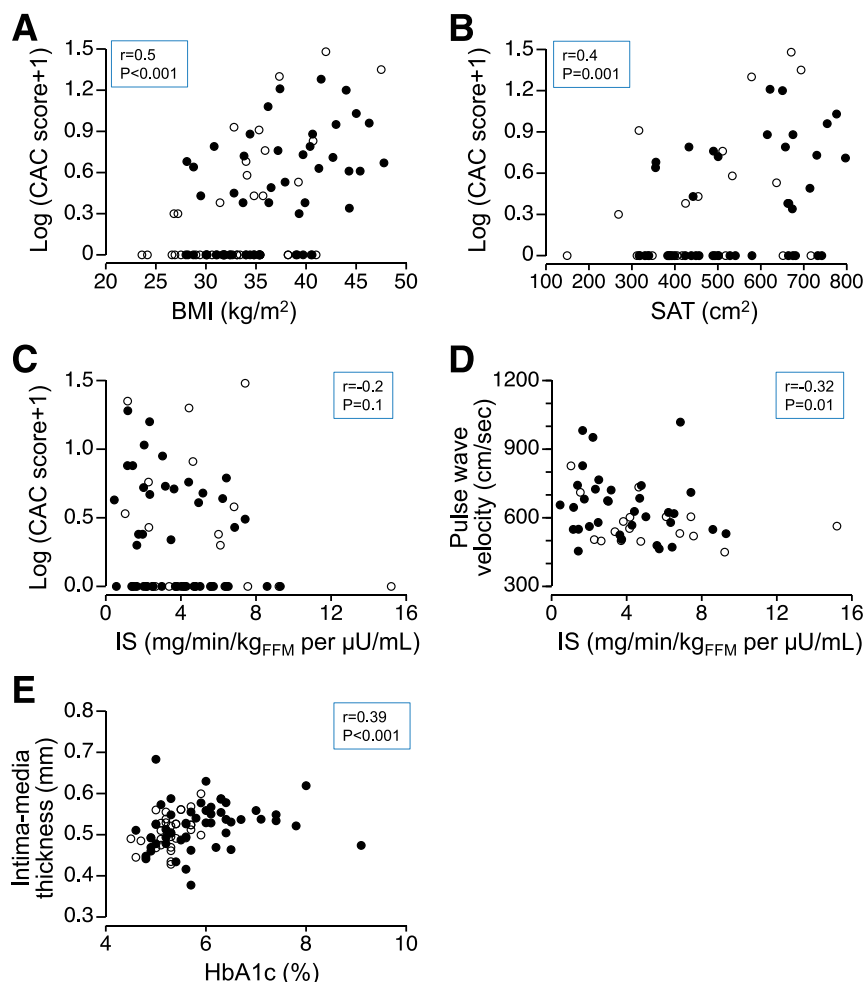 A
r=0.5
P<0.001
Log (CAC score+1)
1.5
1.2
0.9
0.6
0.3
0
20 25 30 35 40 45 50
BMI (kg/m²)
B
r=0.4
P=0.001
Log (CAC score+1)
1.5
1.2
0.9
0.6
0.3
0
100 200 300 400 500 600 700 800
SAT (cm²)
C
r=-0.2
P=0.1
Log (CAC score+1)
1.5
1.0
0.5
0.0
0 4 8 12 16
IS (mg/min/kg_FFM per µU/mL)
D
r=-0.32
P=0.01
Pulse wave
velocity (cm/sec)
1200
900
600
300
0 4 8 12 16
IS (mg/min/kg_FFM per µU/mL)
E
r=0.39
P<0.001
Intima-media
thickness (mm)
0.8
0.7
0.6
0.5
0.4
0.3
4 6 8 10
HbA1c (%)